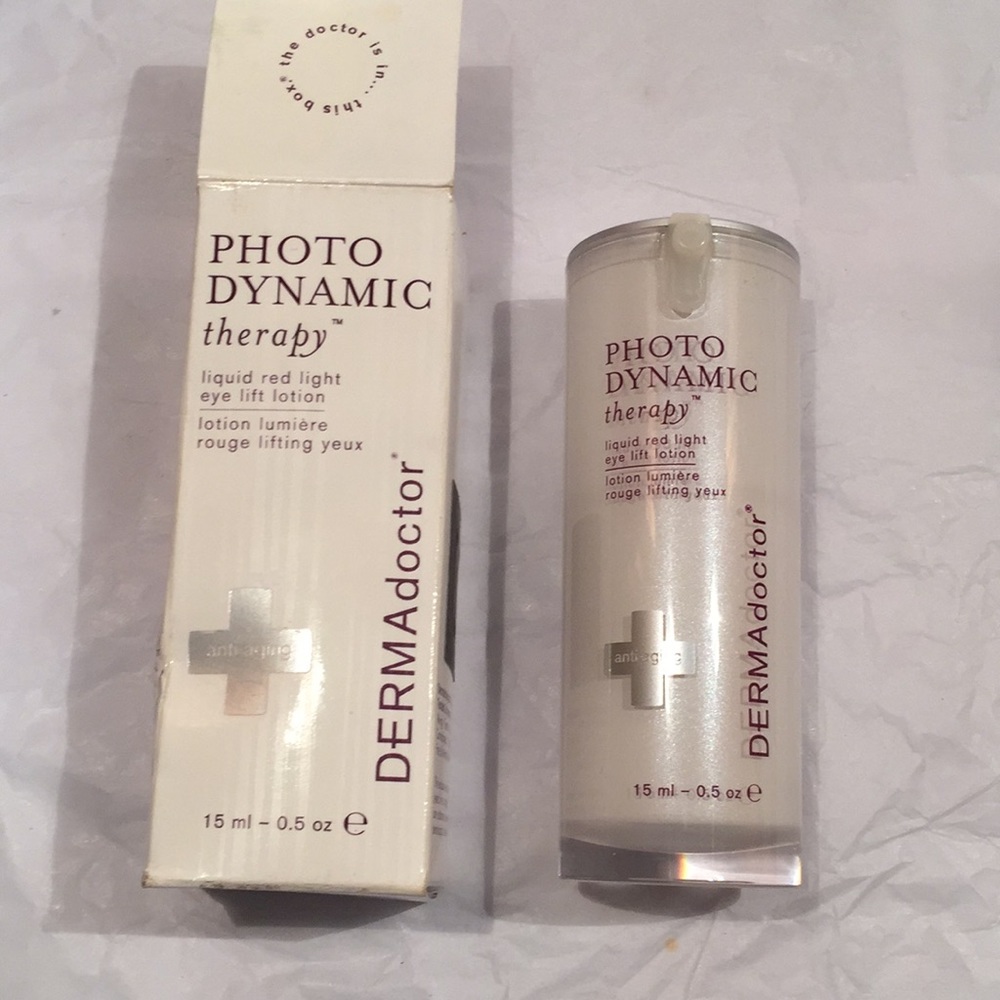 the doctor is in... this box.®
PHOTO
DYNAMIC
therapy™
liquid red light
eye lift lotion
lotion lumière
rouge lifting yeux
DERMAdoctor®
anti-aging
15 ml – 0.5 oz ℮
PHOTO
DYNAMIC
therapy™
liquid red light
eye lift lotion
lotion lumière
rouge lifting yeux
DERMAdoctor®
anti-aging
15 ml – 0.5 oz ℮